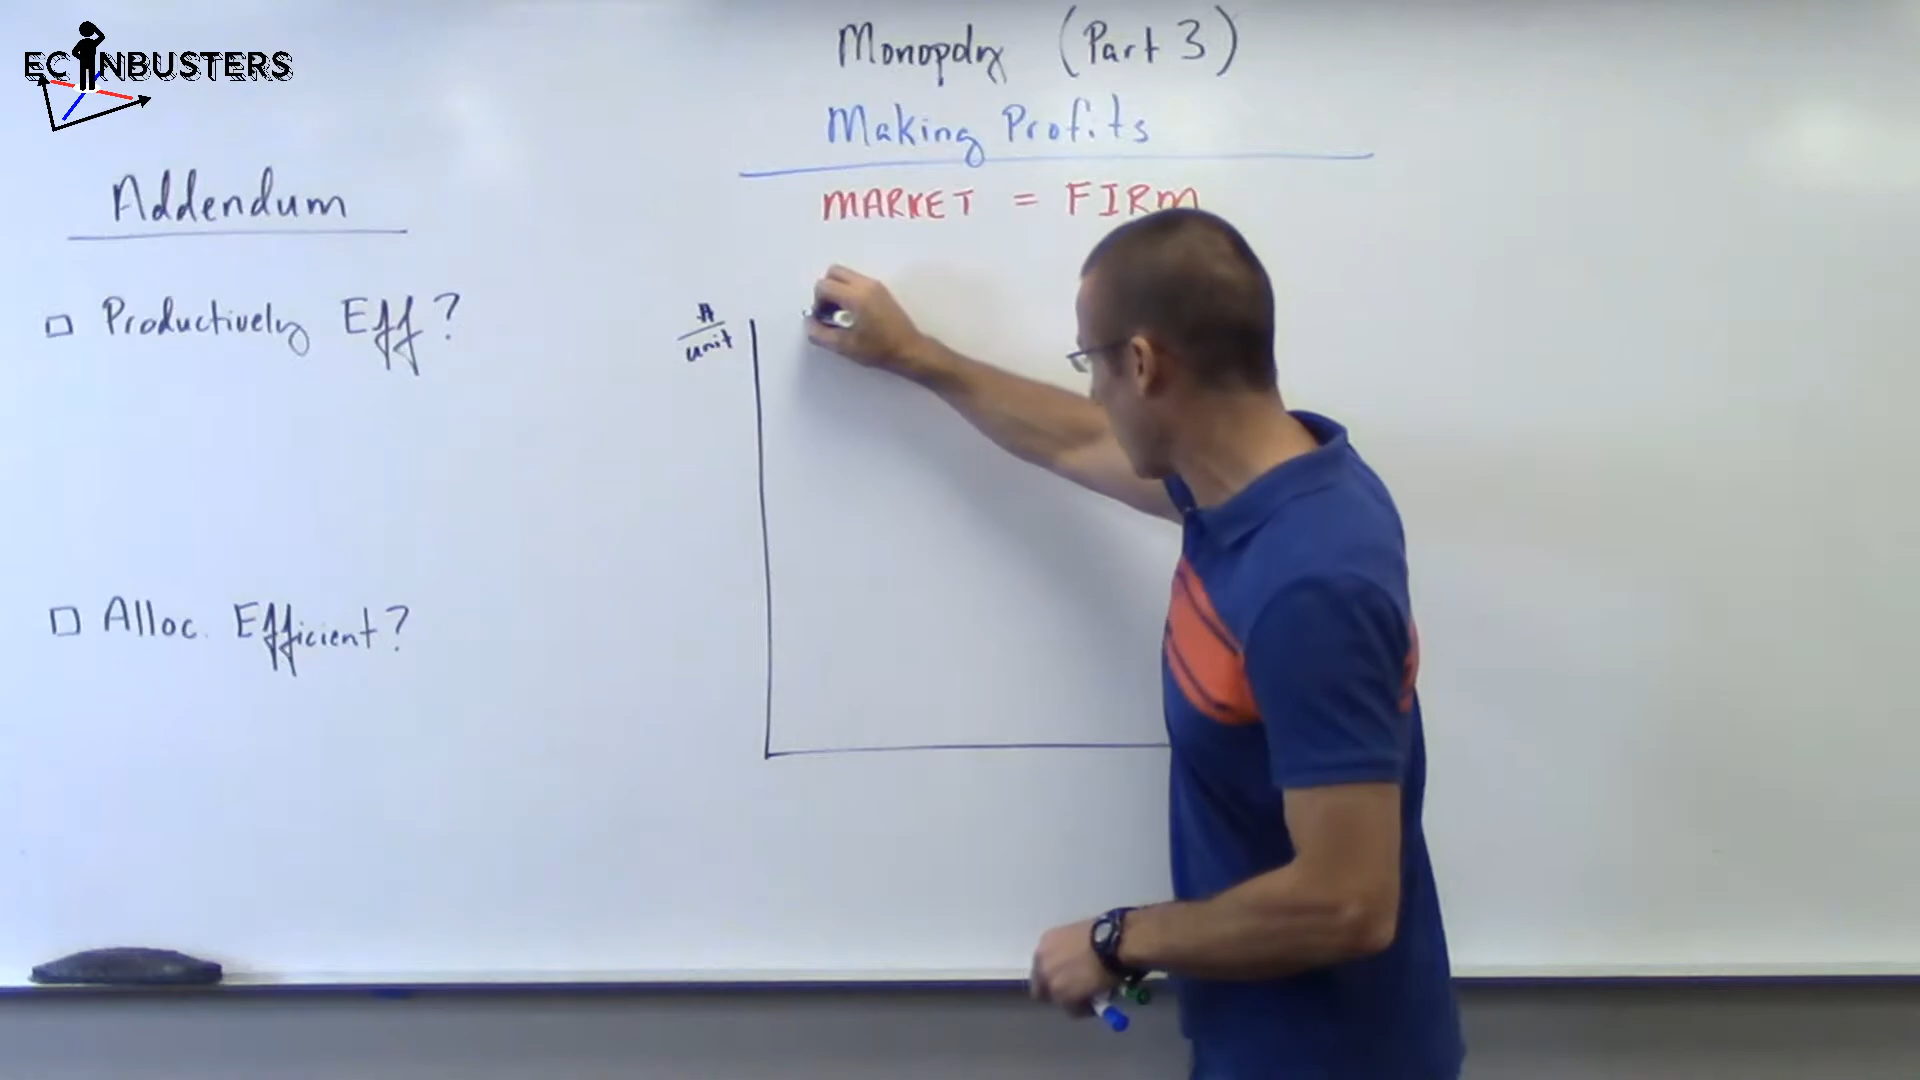 ECONBUSTERS
Monopoly (Part 3)
Making Profits
MARKET = FIRM
Addendum
□ Productively Eff?
#
unit
□ Alloc. Efficient?